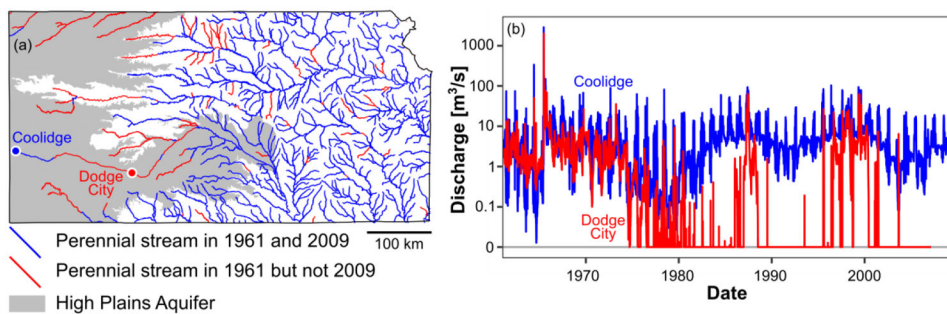 (a)
Coolidge
Dodge
City
100 km
Perennial stream in 1961 and 2009
Perennial stream in 1961 but not 2009
High Plains Aquifer
(b)
Discharge [m³/s]
1000
100
10
1
0.1
0
Coolidge
Dodge
City
1970
1980
1990
2000
Date